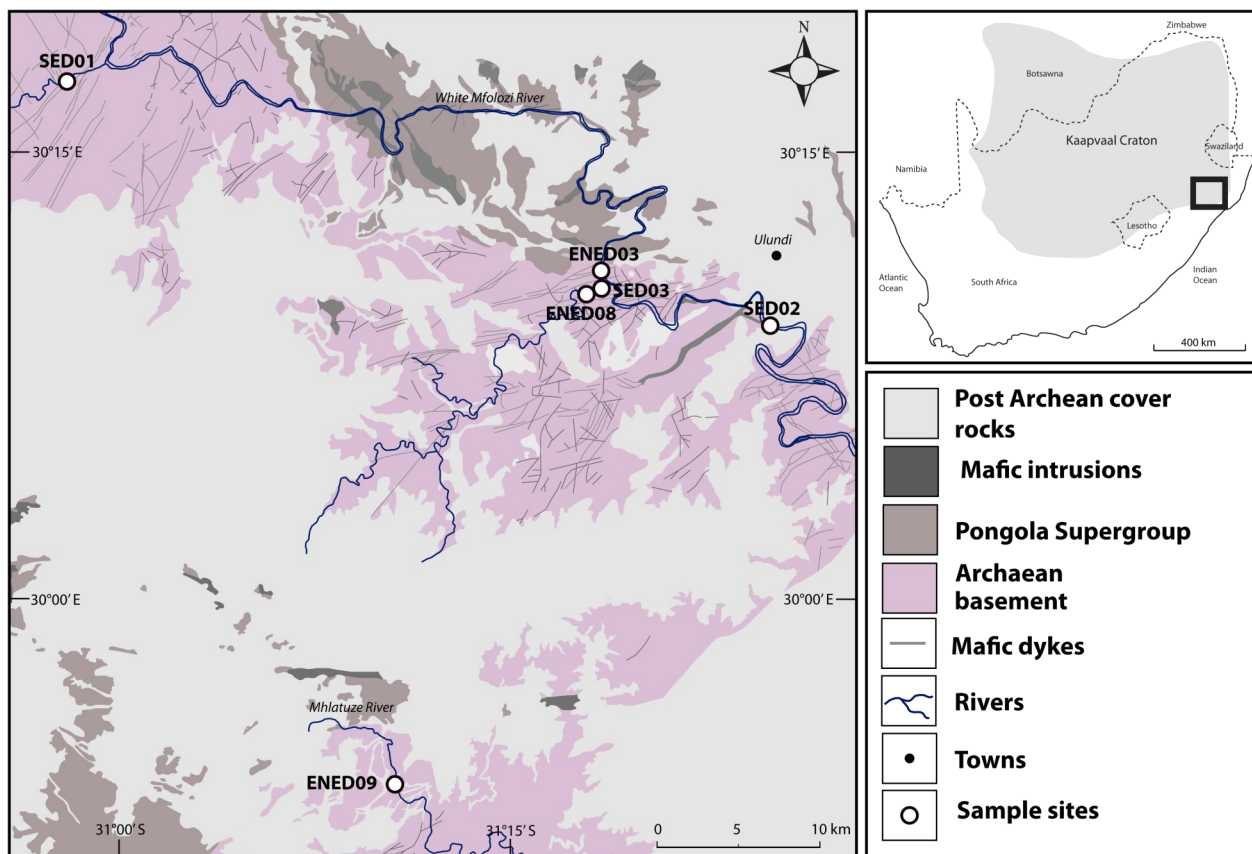 SED01
N
White Mfolozi River
30°15' E
30°15' E
Ulundi
ENED03
SED03
ENED08
SED02
30°00' E
30°00' E
Mhlatuze River
ENED09
31°00' S
31°15' S
0 5 10 km
Zimbabwe
Botsawna
Kaapvaal Craton
Swaziland
Namibia
Lesotho
Atlantic
Ocean
South Africa
Indian
Ocean
400 km
Post Archean cover
rocks
Mafic intrusions
Pongola Supergroup
Archaean
basement
Mafic dykes
Rivers
Towns
Sample sites